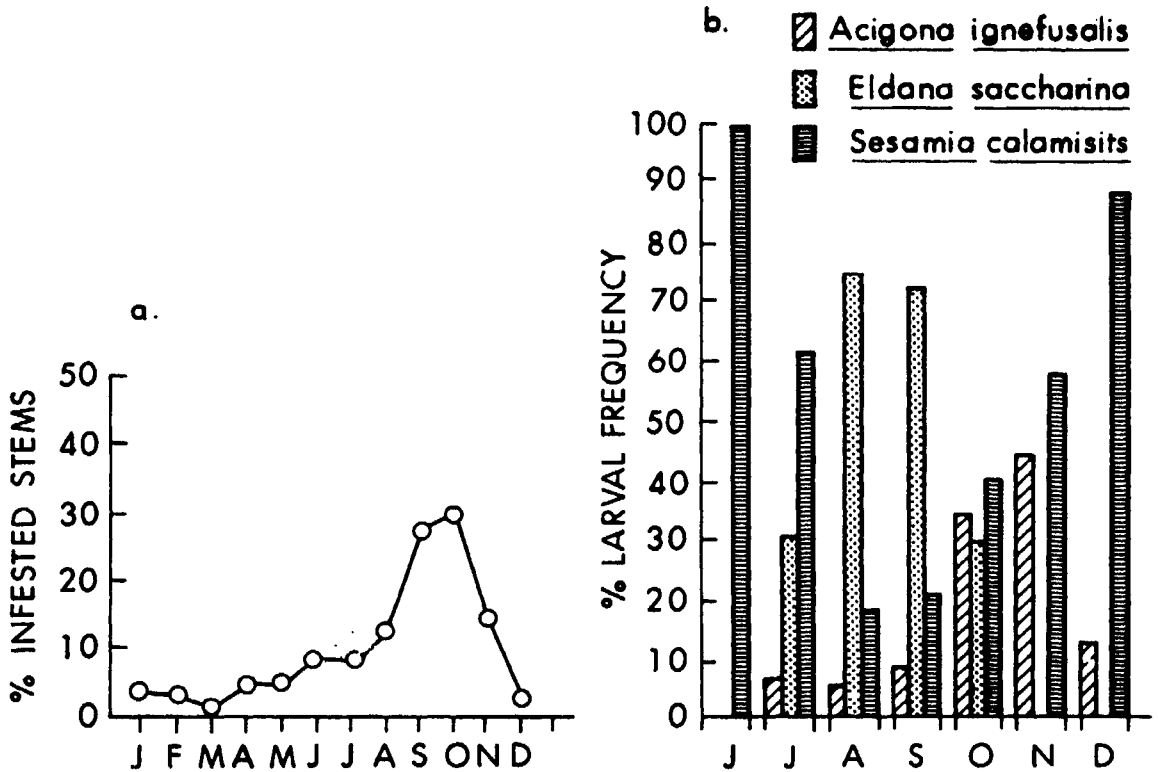 a.
50
40
30
20
10
0
% INFESTED STEMS
J F M A M J J A S O N D
b.
Acigona ignefusalis
Eldana saccharina
Sesamia calamisits
100
90
80
70
60
50
40
30
20
10
0
% LARVAL FREQUENCY
J J A S O N D